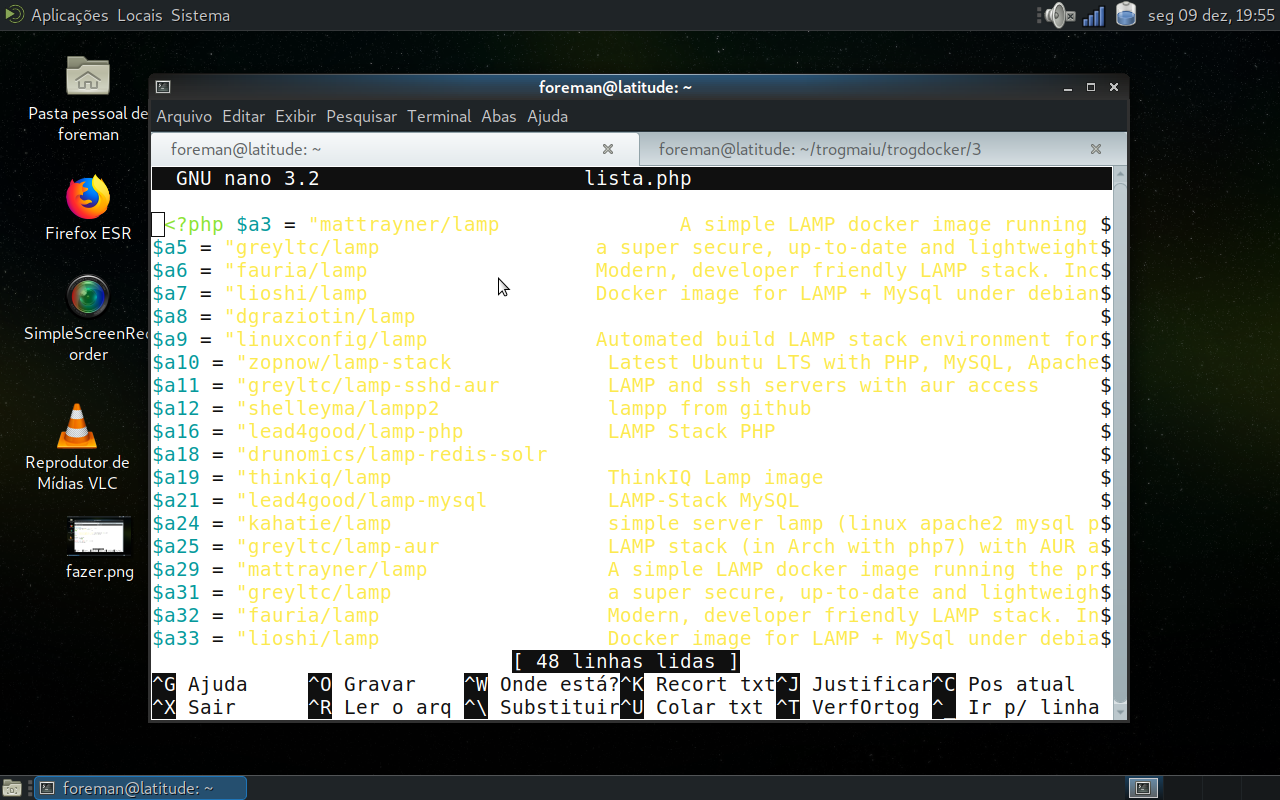 Aplicações Locais Sistema
seg 09 dez, 19:55
Pasta pessoal de
foreman
Firefox ESR
SimpleScreenRec
order
Reprodutor de
Mídias VLC
fazer.png
foreman@latitude: ~
Arquivo Editar Exibir Pesquisar Terminal Abas Ajuda
foreman@latitude: ~
foreman@latitude: ~/trogmaiu/trogdocker/3
GNU nano 3.2 lista.php
<?php $a3 = "mattrayner/lamp A simple LAMP docker image running $
$a5 = "greyltc/lamp a super secure, up-to-date and lightweight$
$a6 = "fauria/lamp Modern, developer friendly LAMP stack. Inc$
$a7 = "lioshi/lamp Docker image for LAMP + MySql under debian$
$a8 = "dgraziotin/lamp $
$a9 = "linuxconfig/lamp Automated build LAMP stack environment for$
$a10 = "zopnow/lamp-stack Latest Ubuntu LTS with PHP, MySQL, Apache$
$a11 = "greyltc/lamp-sshd-aur LAMP and ssh servers with aur access $
$a12 = "shelleyma/lampp2 lampp from github $
$a16 = "lead4good/lamp-php LAMP Stack PHP $
$a18 = "drunomics/lamp-redis-solr $
$a19 = "thinkiq/lamp ThinkIQ Lamp image $
$a21 = "lead4good/lamp-mysql LAMP-Stack MySQL $
$a24 = "kahatie/lamp simple server lamp (linux apache2 mysql p$
$a25 = "greyltc/lamp-aur LAMP stack (in Arch with php7) with AUR a$
$a29 = "mattrayner/lamp A simple LAMP docker image running the pr$
$a31 = "greyltc/lamp a super secure, up-to-date and lightweigh$
$a32 = "fauria/lamp Modern, developer friendly LAMP stack. In$
$a33 = "lioshi/lamp Docker image for LAMP + MySql under debia$
[ 48 linhas lidas ]
^G Ajuda ^O Gravar ^W Onde está? ^K Recort txt ^J Justificar ^C Pos atual
^X Sair ^R Ler o arq ^\ Substituir ^U Colar txt ^T VerfOrtog ^_ Ir p/ linha
foreman@latitude: ~